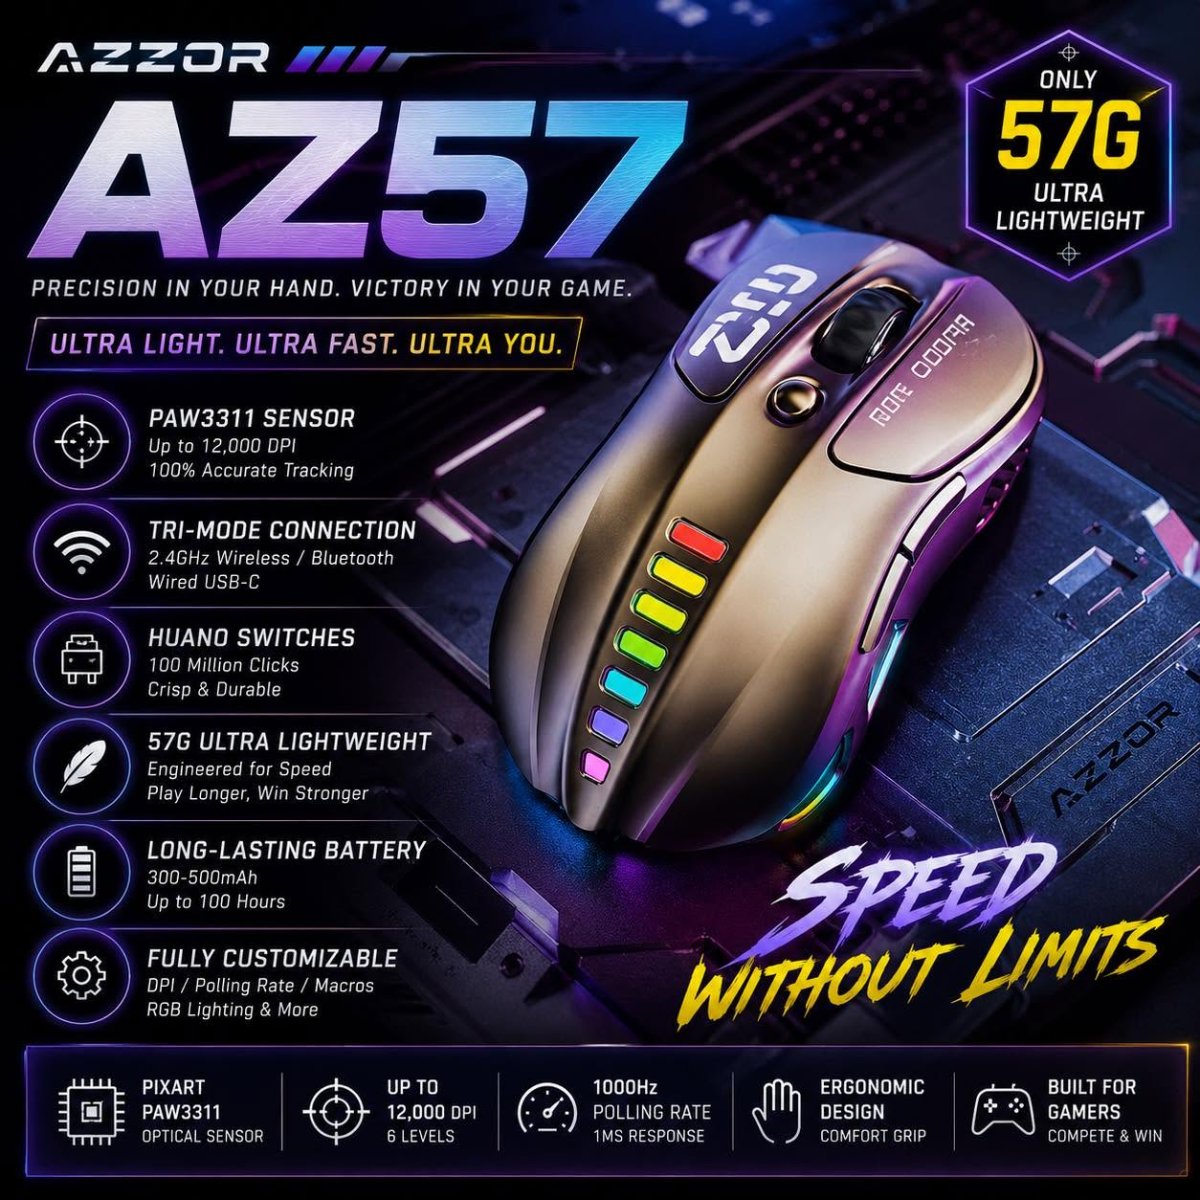 AZZOR
AZ57
PRECISION IN YOUR HAND. VICTORY IN YOUR GAME.
ULTRA LIGHT. ULTRA FAST. ULTRA YOU.
ONLY
57G
ULTRA
LIGHTWEIGHT
PAW3311 SENSOR
Up to 12,000 DPI
100% Accurate Tracking
TRI-MODE CONNECTION
2.4GHz Wireless / Bluetooth
Wired USB-C
HUANO SWITCHES
100 Million Clicks
Crisp & Durable
57G ULTRA LIGHTWEIGHT
Engineered for Speed
Play Longer, Win Stronger
LONG-LASTING BATTERY
300-500mAh
Up to 100 Hours
FULLY CUSTOMIZABLE
DPI / Polling Rate / Macros
RGB Lighting & More
AZZOR
SPEED
WITHOUT LIMITS
PIXART
PAW3311
OPTICAL SENSOR
UP TO
12,000 DPI
6 LEVELS
1000Hz
POLLING RATE
1MS RESPONSE
ERGONOMIC
DESIGN
COMFORT GRIP
BUILT FOR
GAMERS
COMPETE & WIN